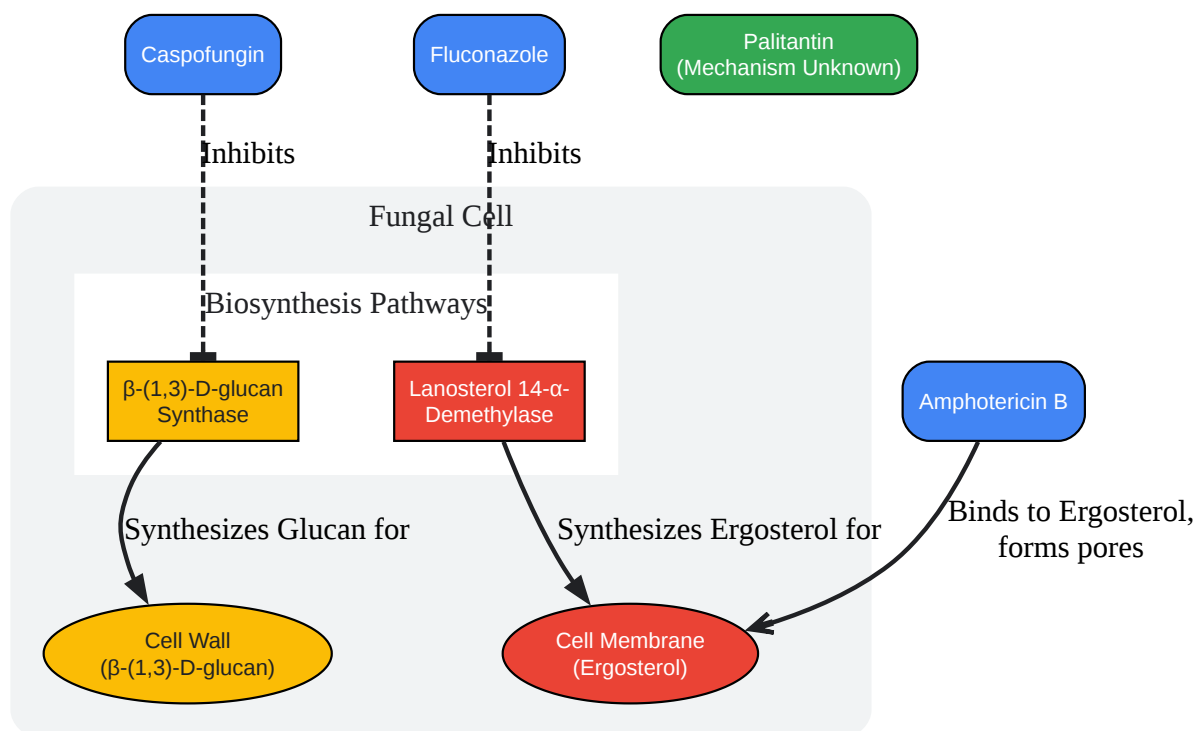 Caspofungin
Fluconazole
Palitantin
(Mechanism Unknown)
Inhibits
Inhibits
Fungal Cell
Biosynthesis Pathways
β-(1,3)-D-glucan
Synthase
Lanosterol 14-α-
Demethylase
Amphotericin B
Synthesizes Glucan for
Synthesizes Ergosterol for
Binds to Ergosterol,
forms pores
Cell Wall
(β-(1,3)-D-glucan)
Cell Membrane
(Ergosterol)